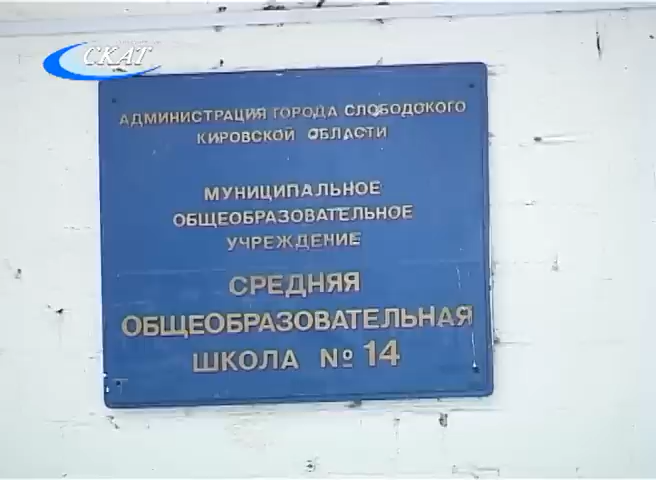 СКАТ
АДМИНИСТРАЦИЯ ГОРОДА СЛОБОДСКОГО
КИРОВСКОЙ ОБЛАСТИ
МУНИЦИПАЛЬНОЕ
ОБЩЕОБРАЗОВАТЕЛЬНОЕ
УЧРЕЖДЕНИЕ
СРЕДНЯЯ
ОБЩЕОБРАЗОВАТЕЛЬНАЯ
ШКОЛА № 14